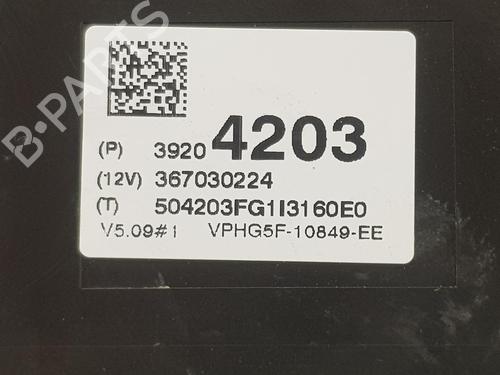 B-PARTS
(P) 3920 4203
(12V) 367030224
(T) 504203FG1I3160E0
V5.09#1 VPHG5F-10849-EE